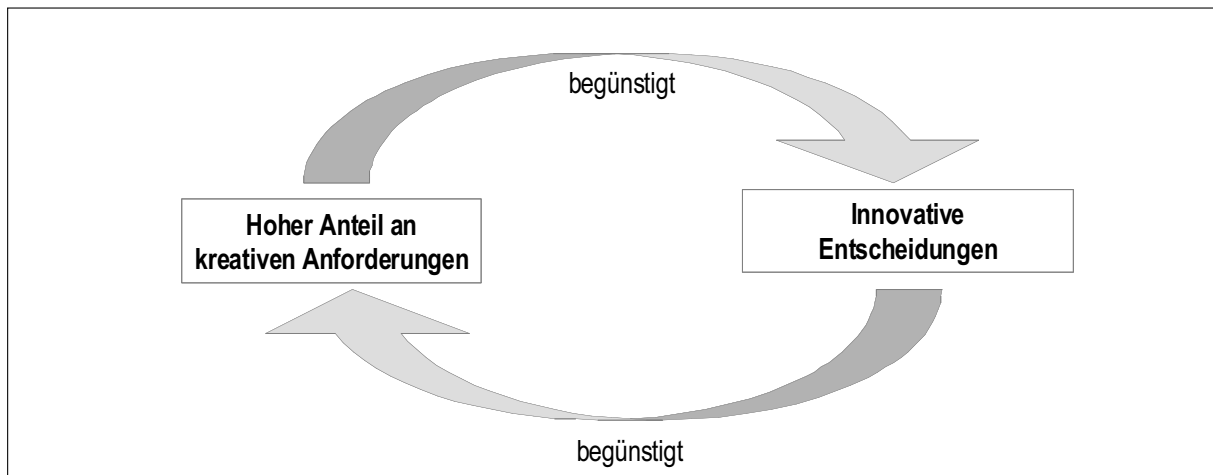 begünstigt
Hoher Anteil an
kreativen Anforderungen
Innovative
Entscheidungen
begünstigt